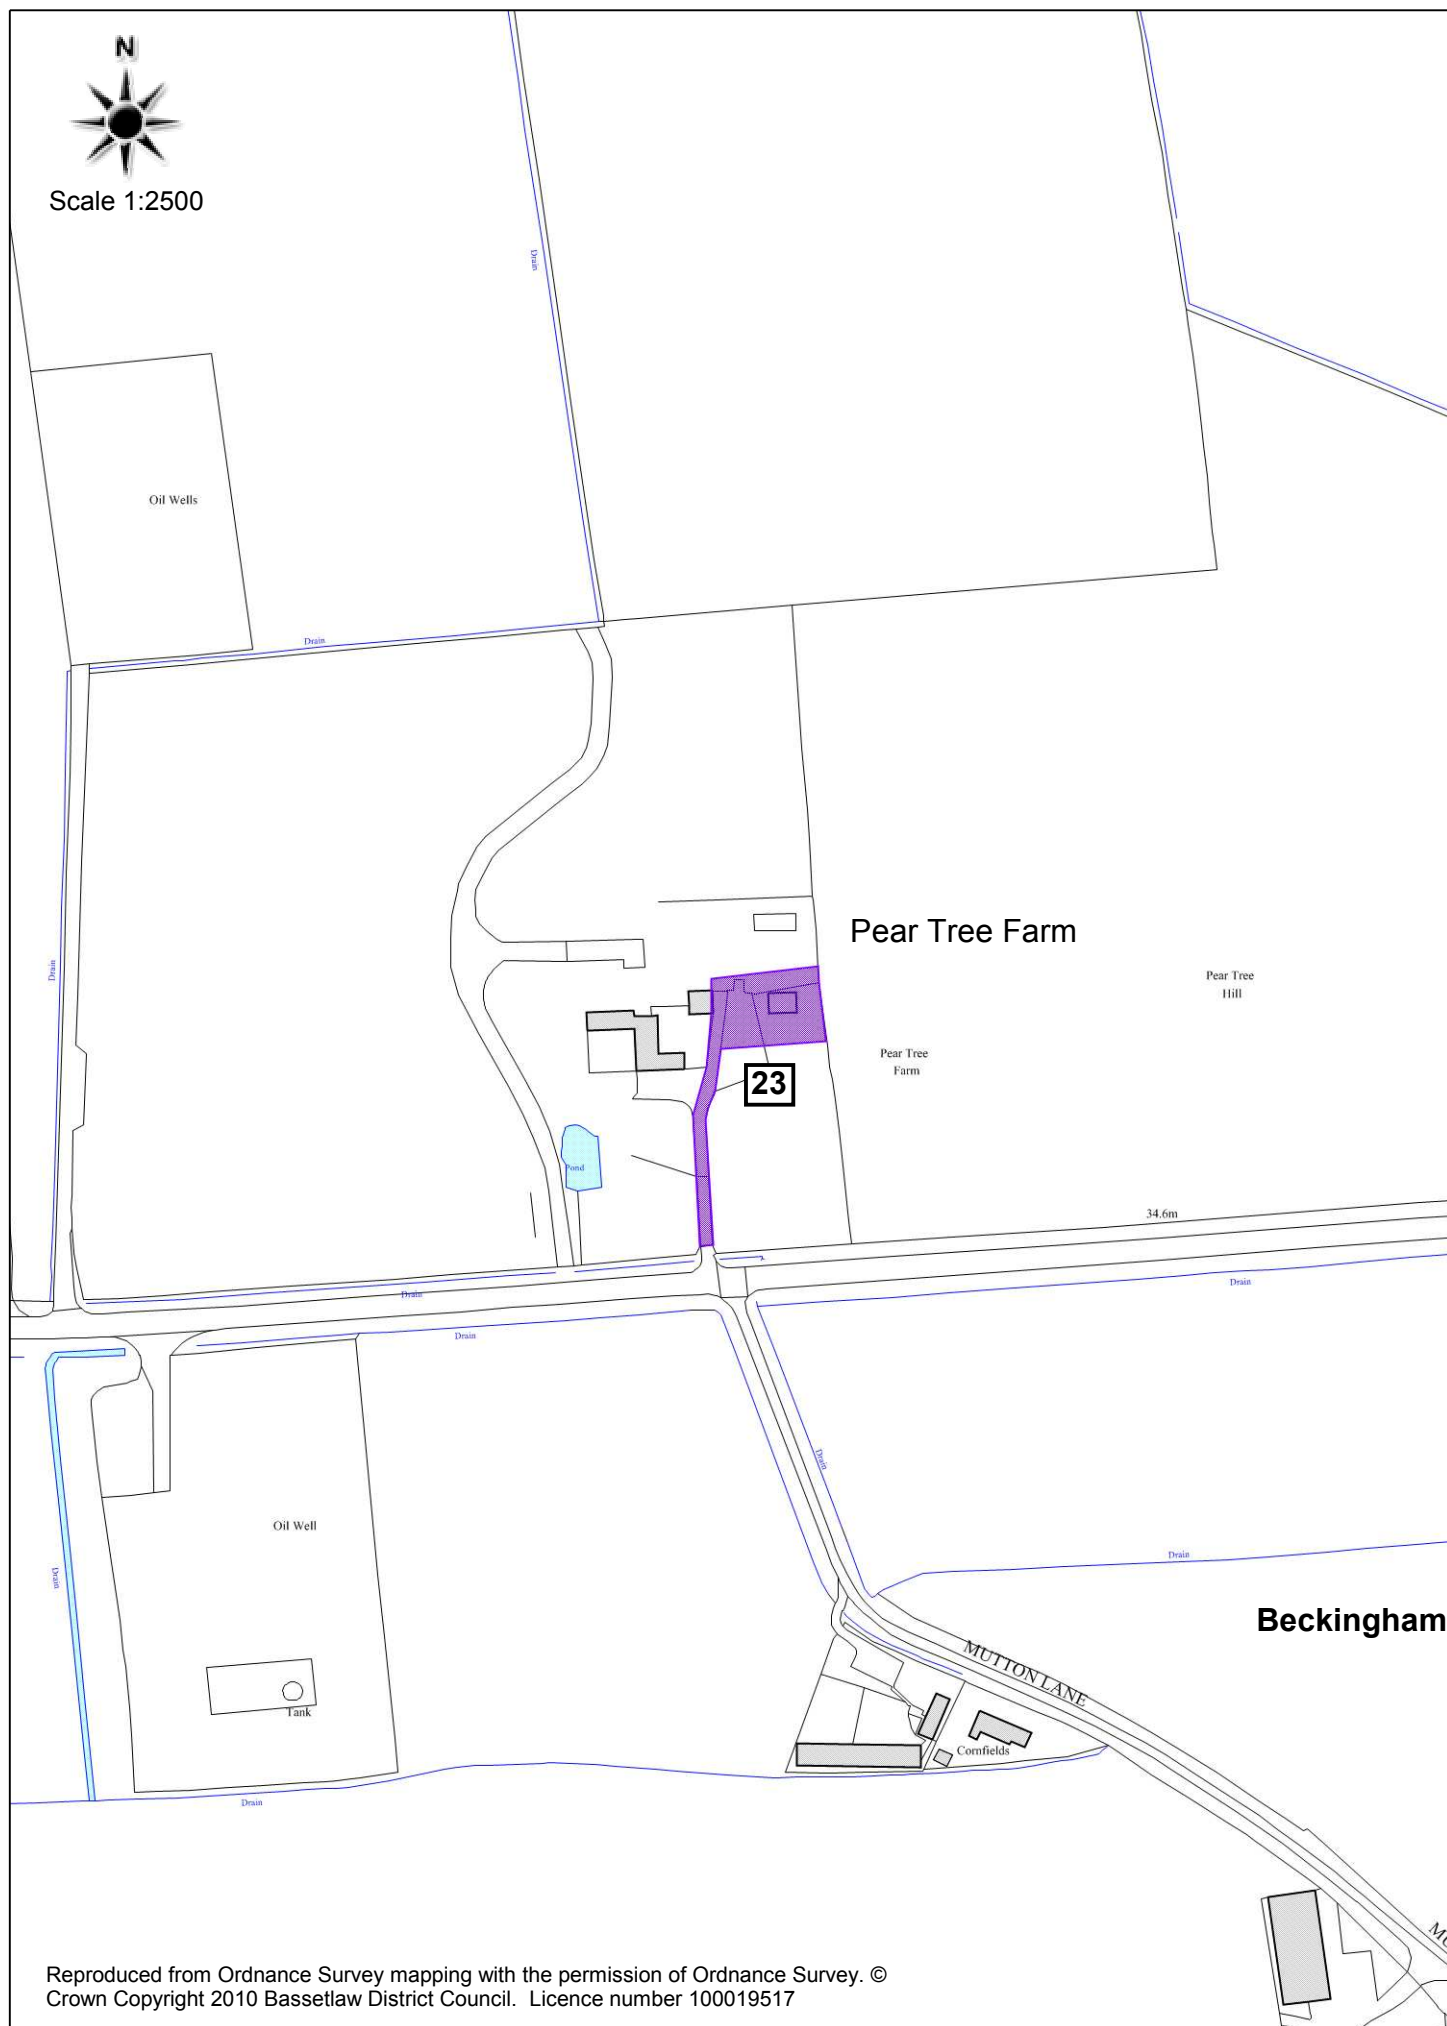 N
Scale 1:2500
Drain
Oil Wells
Drain
Pear Tree Farm
Drain
Pear Tree
Hill
Pear Tree
Farm
23
Pond
34.6m
Drain
Drain
Drain
Drain
Oil Well
Drain
Drain
Beckingham
MUTTON LANE
Tank
Cornfields
Drain
Reproduced from Ordnance Survey mapping with the permission of Ordnance Survey. ©
Crown Copyright 2010 Bassetlaw District Council.  Licence number 100019517